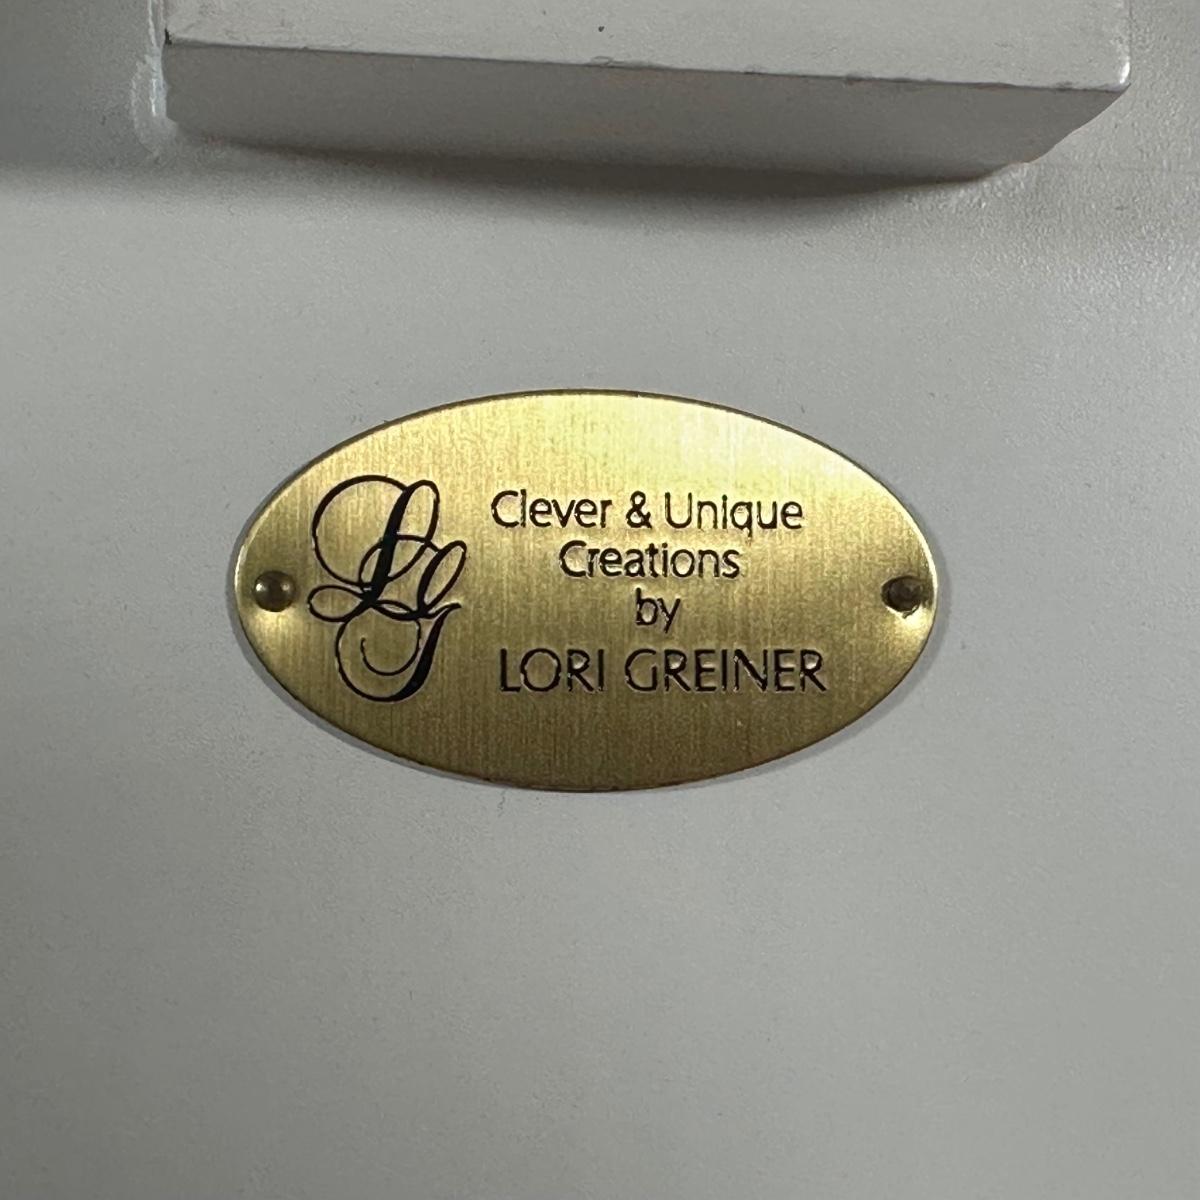 LG
Clever & Unique
Creations
by
LORI GREINER